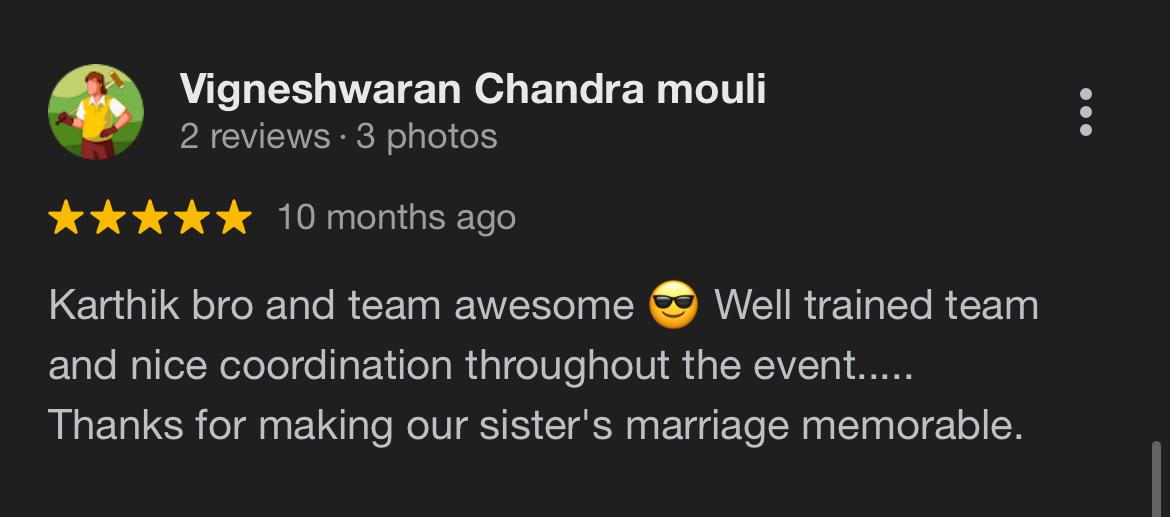 Vigneshwaran Chandra mouli
2 reviews · 3 photos
10 months ago
Karthik bro and team awesome 😎 Well trained team
and nice coordination throughout the event.....
Thanks for making our sister's marriage memorable.